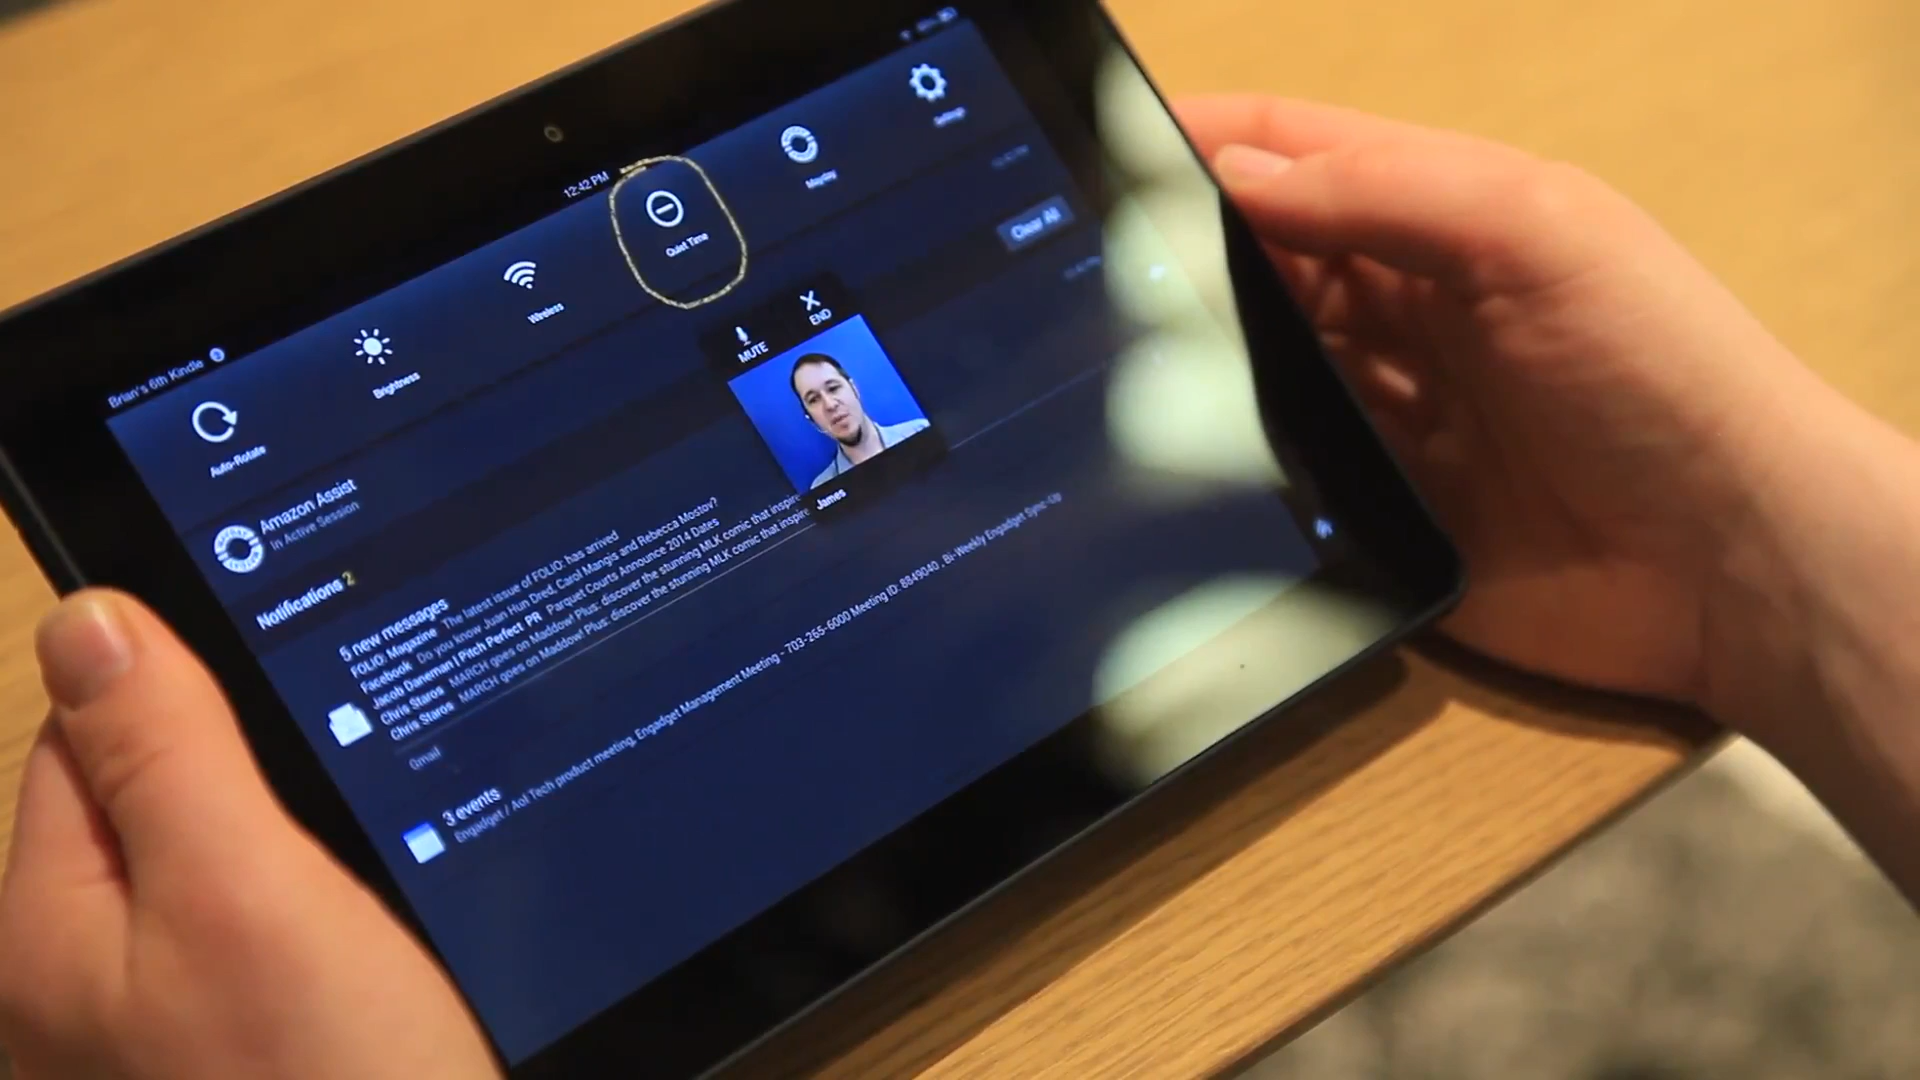 12:42 PM
Brian's 6th Kindle 2
Auto-Rotate
Brightness
Wireless
Quiet Time
Mayday
Settings
Amazon Assist
In Active Session
Notifications 2
Clear All
MUTE
END
James
5 new messages
FOLIO: Magazine The latest issue of FOLIO: has arrived
Facebook Do you know Juan Hun Dred, Carol Mangis and Rebecca Mostov?
Jacob Daneman | Pitch Perfect PR Parquet Courts Announce 2014 Dates
Chris Staros MARCH goes on Maddow! Plus: discover the stunning MLK comic that inspire
Chris Staros MARCH goes on Maddow! Plus: discover the stunning MLK comic that inspire
Gmail
3 events
Engadget / Aol Tech product meeting, Engadget Management Meeting - 703-265-6000 Meeting ID: 8849040 , Bi-Weekly Engadget Sync-Up